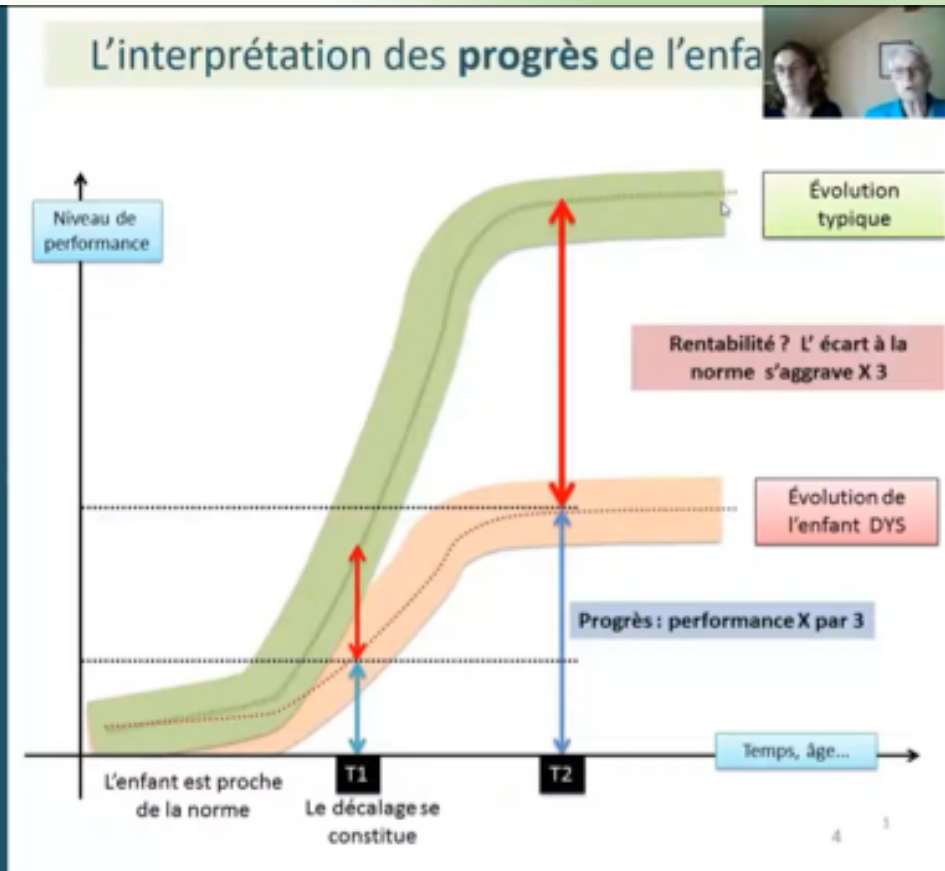 L'interprétation des progrès de l'enfa
Niveau de
performance
Évolution
typique
Rentabilité ? L' écart à la
norme s'aggrave X 3
Évolution de
l'enfant DYS
Progrès : performance X par 3
Temps, âge...
T1
T2
L'enfant est proche
de la norme
Le décalage se
constitue
4
1